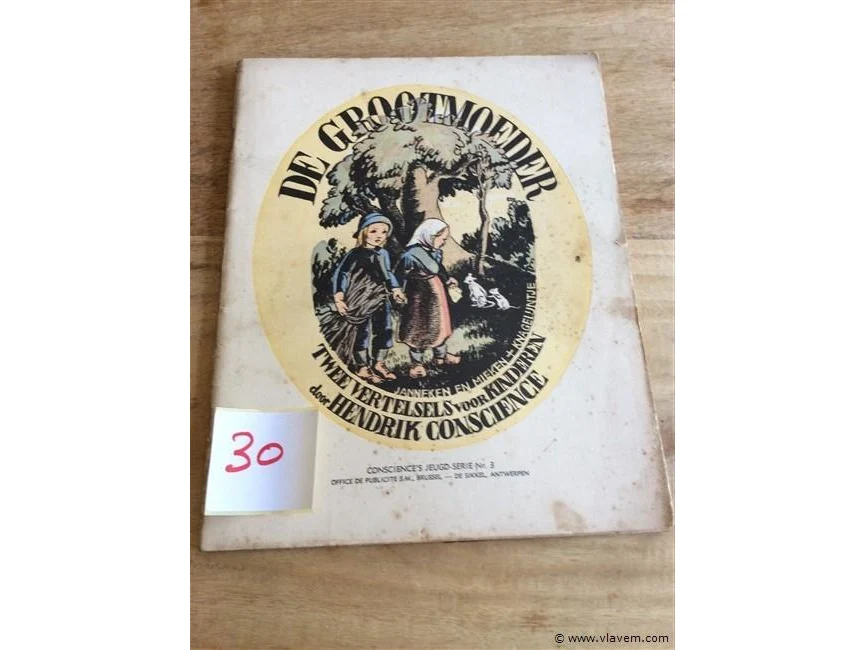 DE GROOTMOEDER
JANNEKEN EN MIEKEN + KNAGELIJNTJE
TWEE VERTELSELS VOOR KINDEREN
door HENDRIK CONSCIENCE
30
CONSCIENCE'S JEUGD-SERIE Nr. 3
OFFICE DE PUBLICITE S.M., BRUSSEL — DE SIKKEL, ANTWERPEN
© www.vlavem.com